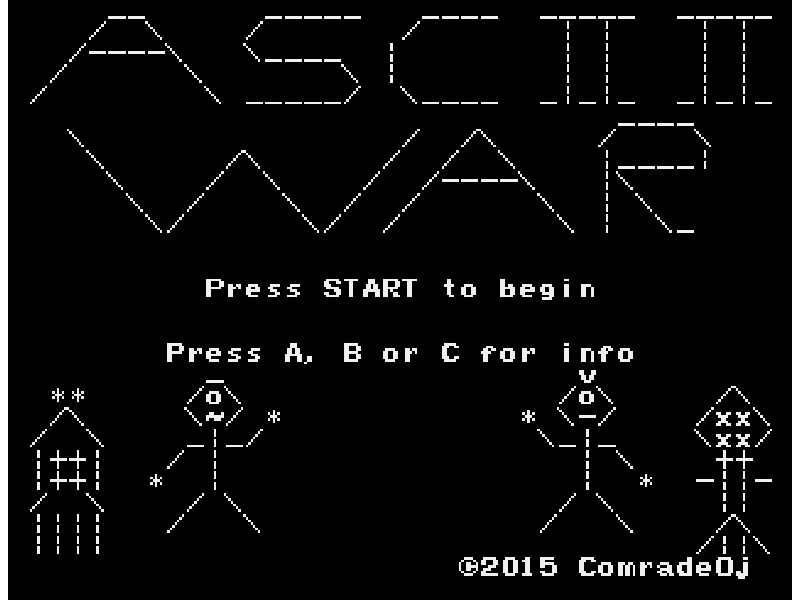 ASCII
WAR
Press START to begin
Press A, B or C for info
©2015 ComradeOj